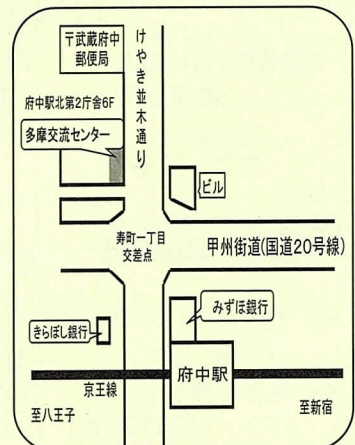 〒武蔵府中
郵便局
けやき並木通り
府中駅北第2庁舎6F
多摩交流センター
ビル
寿町一丁目
交差点
甲州街道(国道20号線)
みずほ銀行
きらぼし銀行
府中駅
京王線
至八王子
至新宿